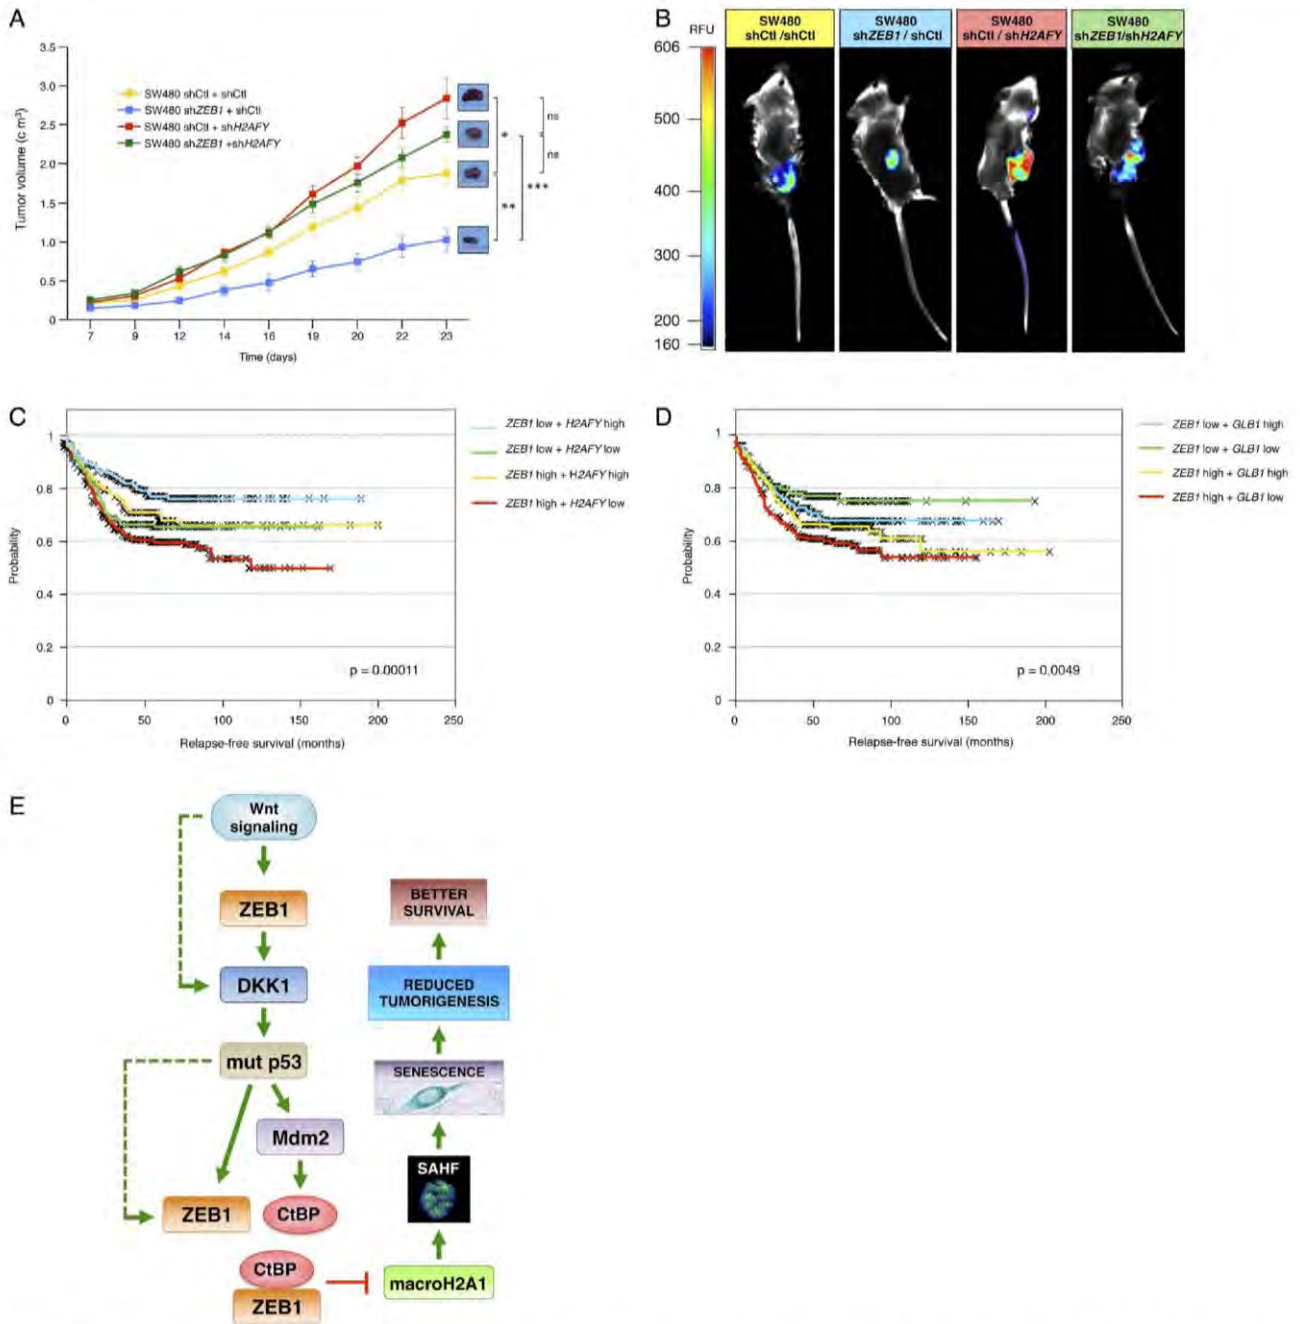 A
Tumor volume (c m³)
3.5
3.0
2.5
2.0
1.5
1.0
0.5
0
7 9 12 14 16 19 20 22 23
Time (days)
SW480 shCtl + shCtl
SW480 shZEB1 + shCtl
SW480 shCtl + shH2AFY
SW480 shZEB1 +shH2AFY
ns
*
ns
***
**
B
RFU
606
500
400
300
200
160
SW480
shCtl /shCtl
SW480
shZEB1 / shCtl
SW480
shCtl / shH2AFY
SW480
shZEB1/shH2AFY
C
Probability
1
0.8
0.6
0.4
0.2
0
0 50 100 150 200 250
Relapse-free survival (months)
p = 0.00011
ZEB1 low + H2AFY high
ZEB1 low + H2AFY low
ZEB1 high + H2AFY high
ZEB1 high + H2AFY low
D
Probability
1
0.8
0.6
0.4
0.2
0
0 50 100 150 200 250
Relapse-free survival (months)
p = 0.0049
ZEB1 low + GLB1 high
ZEB1 low + GLB1 low
ZEB1 high + GLB1 high
ZEB1 high + GLB1 low
E
Wnt
signaling
ZEB1
DKK1
mut p53
Mdm2
ZEB1
CtBP
CtBP
ZEB1
macroH2A1
SAHF
SENESCENCE
REDUCED
TUMORIGENESIS
BETTER
SURVIVAL